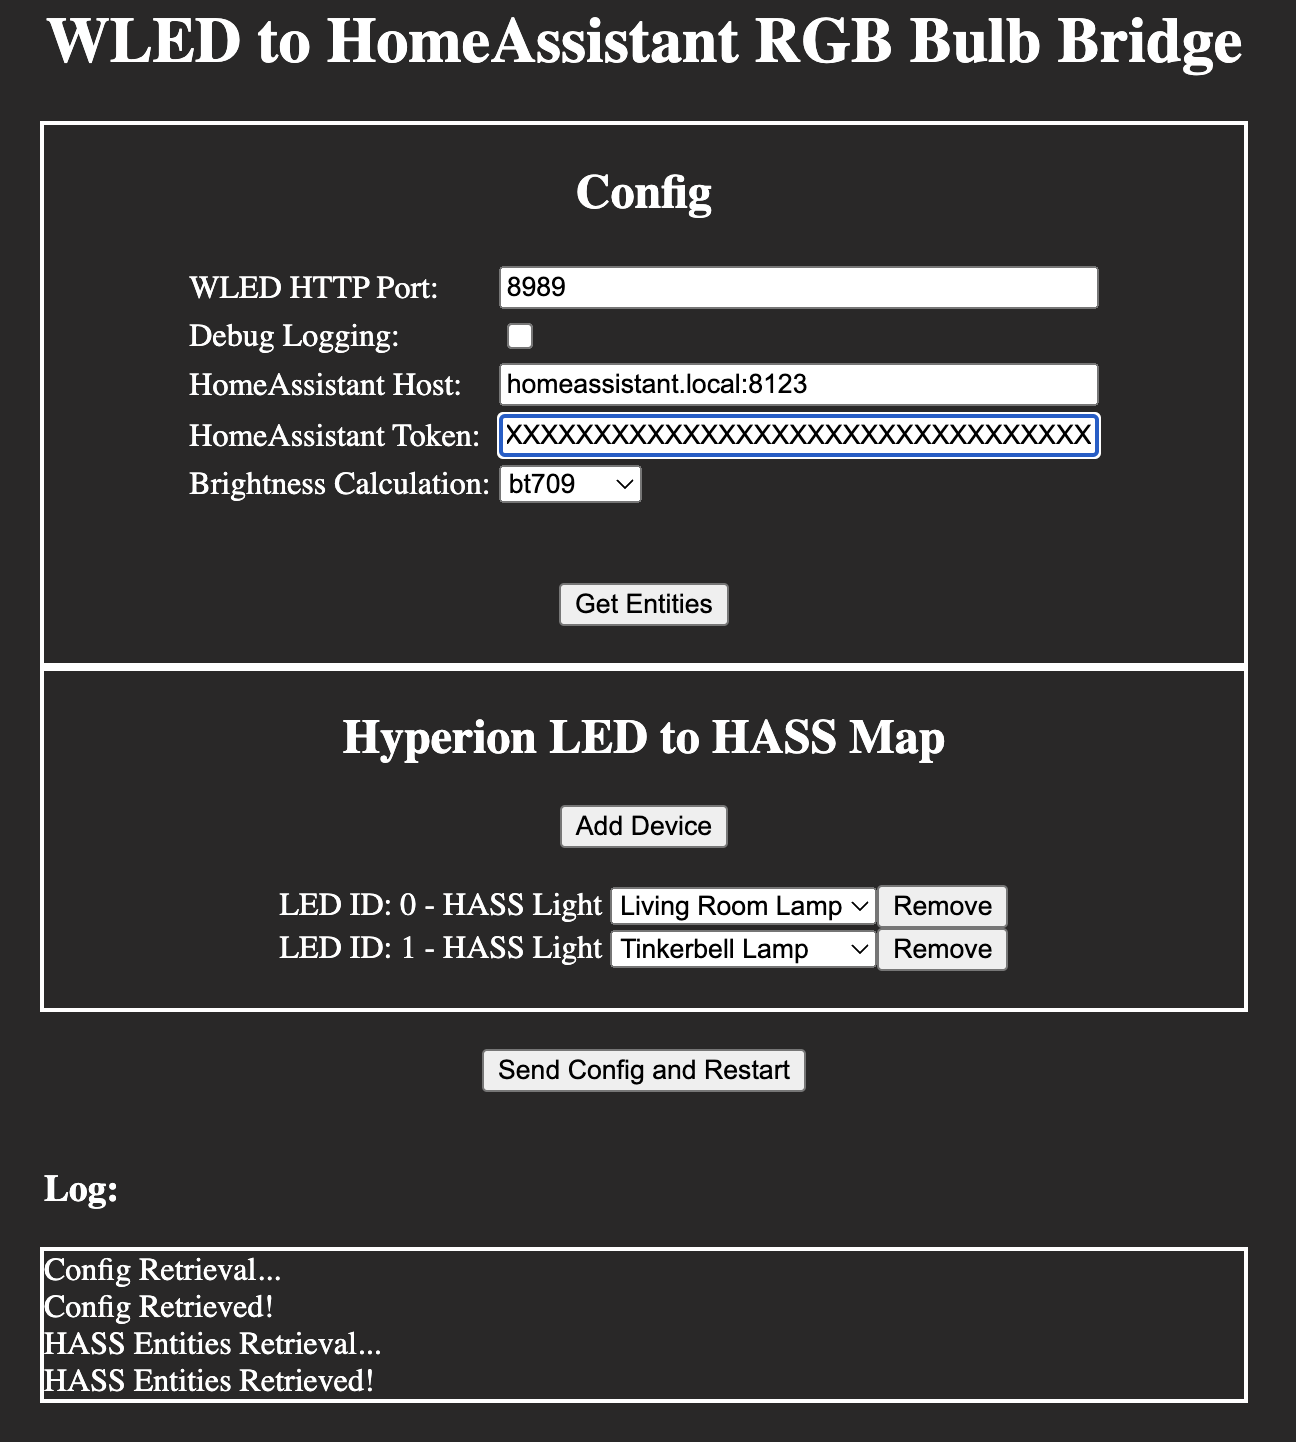 WLED to HomeAssistant RGB Bulb Bridge
Config
WLED HTTP Port: 8989
Debug Logging:
HomeAssistant Host: homeassistant.local:8123
HomeAssistant Token: XXXXXXXXXXXXXXXXXXXXXXXXXXXXXXXXX
Brightness Calculation: bt709
Get Entities
Hyperion LED to HASS Map
Add Device
LED ID: 0 - HASS Light Living Room Lamp Remove
LED ID: 1 - HASS Light Tinkerbell Lamp Remove
Send Config and Restart
Log:
Config Retrieval...
Config Retrieved!
HASS Entities Retrieval...
HASS Entities Retrieved!